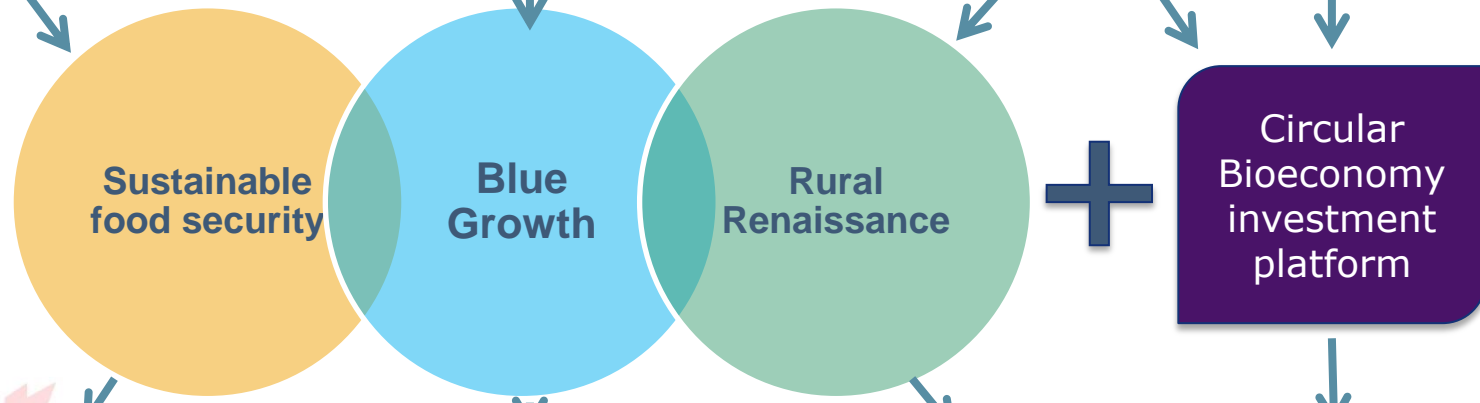 Sustainable
food security
Blue
Growth
Rural
Renaissance
Circular
Bioeconomy
investment
platform